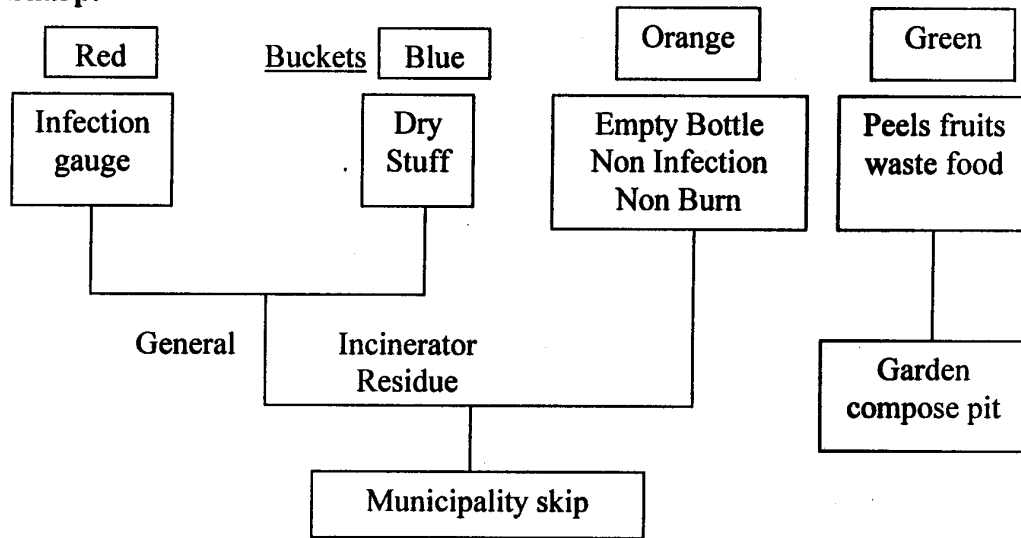 Red
Buckets Blue
Orange
Green
Infection
gauge
Dry
Stuff
Empty Bottle
Non Infection
Non Burn
Peels fruits
waste food
General
Incinerator
Residue
Garden
compose pit
Municipality skip